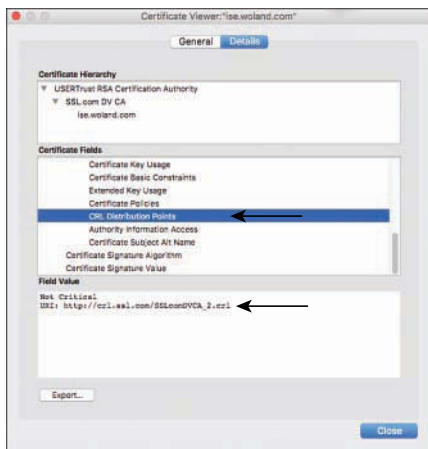 Certificate Viewer:"ise.woland.com"
General Details
Certificate Hierarchy
USERTrust RSA Certification Authority
SSL.com DV CA
ise.woland.com
Certificate Fields
Certificate Key Usage
Certificate Basic Constraints
Extended Key Usage
Certificate Policies
CRL Distribution Points
Authority Information Access
Certificate Subject Alt Name
Certificate Signature Algorithm
Certificate Signature Value
Field Value
Not Critical
URI: http://crl.ssl.com/SSLcomDVCA_2.crl
Export...
Close